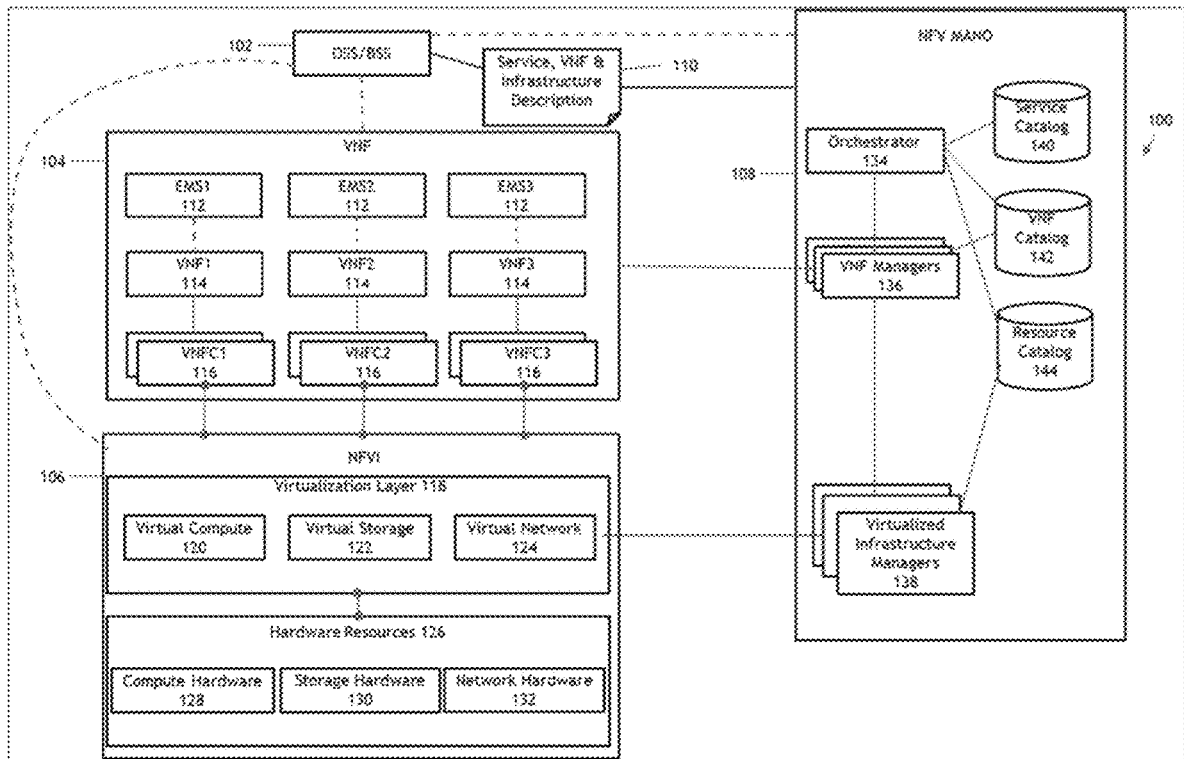 102
OSS/BSS
Service, VNF &
Infrastructure
Description
110
NFV MANO
100
104
VNF
EMS1
112
EMS2
112
EMS3
112
VNF1
114
VNF2
114
VNF3
114
VNFC1
116
VNFC2
116
VNFC3
116
108
Orchestrator
134
Service
Catalog
140
VNF Managers
136
VNF
Catalog
142
Resource
Catalog
144
106
NFVI
Virtualization Layer 118
Virtual Compute
120
Virtual Storage
122
Virtual Network
124
Virtualized
Infrastructure
Managers
138
Hardware Resources 126
Compute Hardware
128
Storage Hardware
130
Network Hardware
132